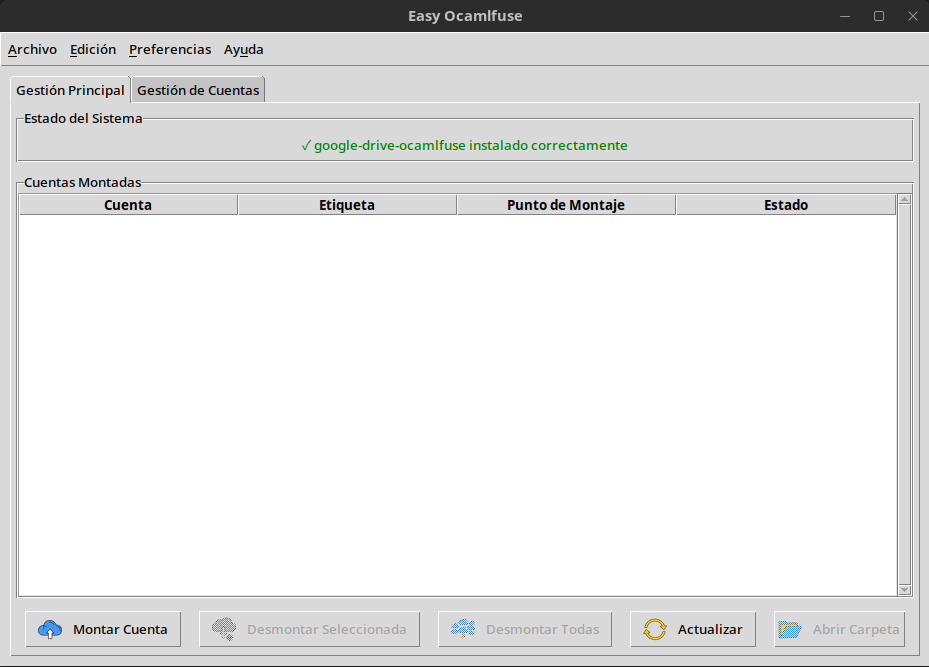 Easy Ocamlfuse
Archivo Edición Preferencias Ayuda
Gestión Principal Gestión de Cuentas
Estado del Sistema
✓ google-drive-ocamlfuse instalado correctamente
Cuentas Montadas
Cuenta Etiqueta Punto de Montaje Estado
Montar Cuenta Desmontar Seleccionada Desmontar Todas Actualizar Abrir Carpeta